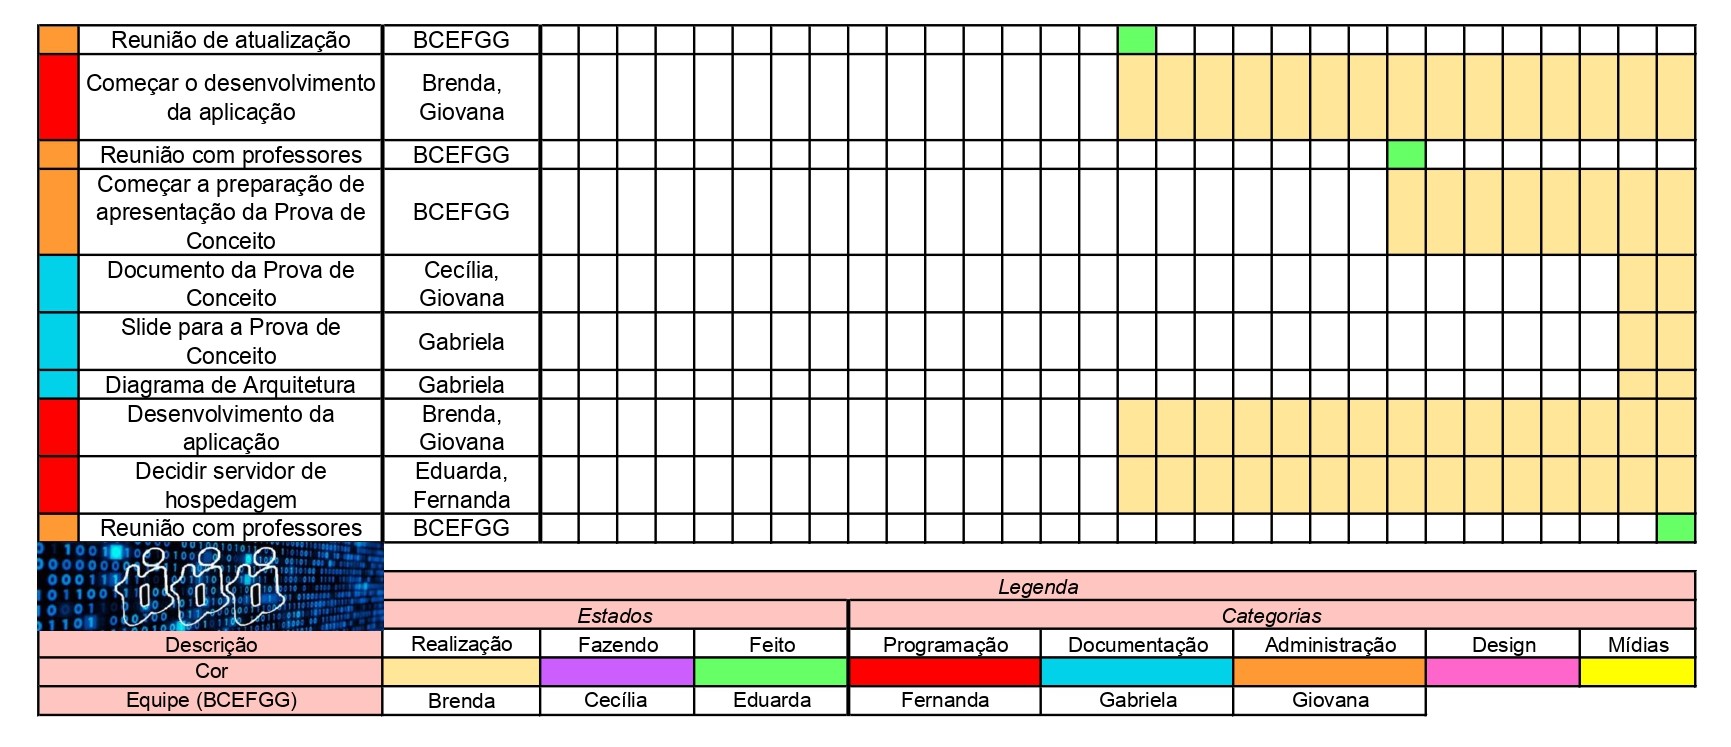 Reunião de atualização BCEFGG
Começar o desenvolvimento
da aplicação
Brenda,
Giovana
Reunião com professores BCEFGG
Começar a preparação de
apresentação da Prova de
Conceito
BCEFGG
Documento da Prova de
Conceito
Cecília,
Giovana
Slide para a Prova de
Conceito
Gabriela
Diagrama de Arquitetura Gabriela
Desenvolvimento da
aplicação
Brenda,
Giovana
Decidir servidor de
hospedagem
Eduarda,
Fernanda
Reunião com professores BCEFGG
tititi
Legenda
Estados Categorias
Descrição Realização Fazendo Feito Programação Documentação Administração Design Mídias
Cor
Equipe (BCEFGG) Brenda Cecília Eduarda Fernanda Gabriela Giovana